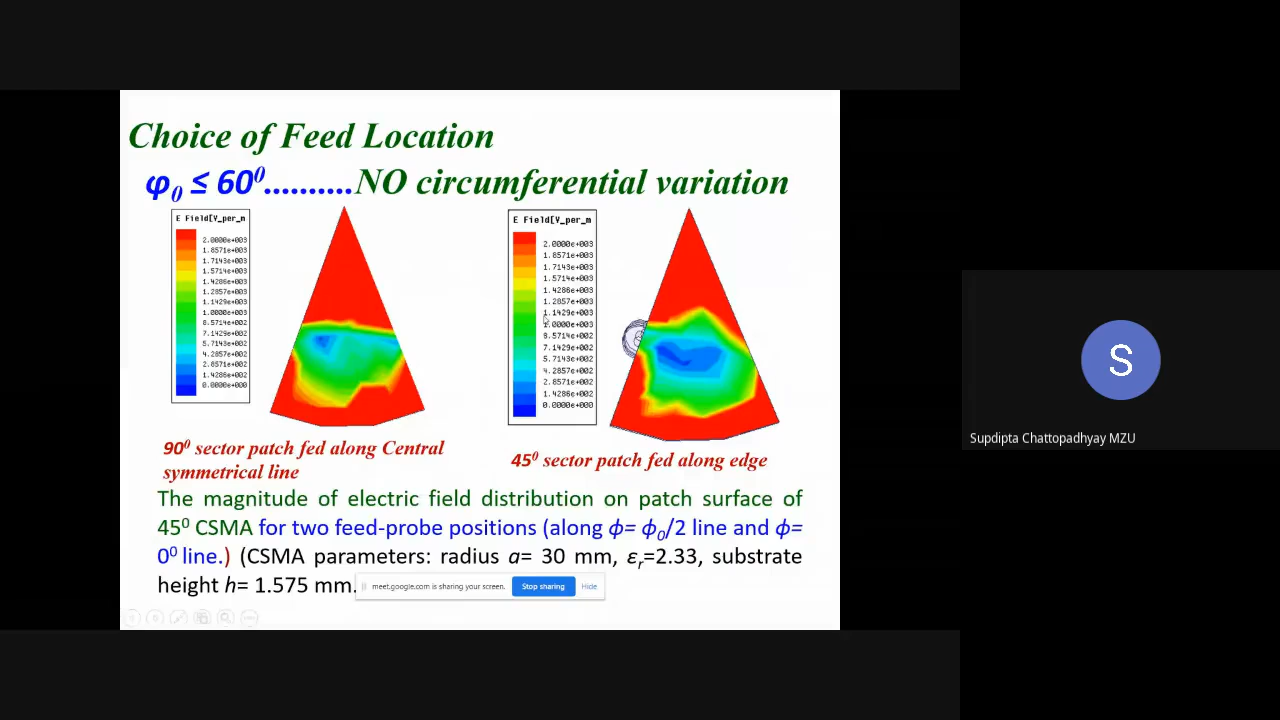 Choice of Feed Location
φ0 ≤ 60⁰..........NO circumferential variation
E Field[V_per_m
2.0000e+003
1.8571e+003
1.7143e+003
1.5714e+003
1.4286e+003
1.2857e+003
1.1429e+003
1.0000e+003
8.5714e+002
7.1429e+002
5.7143e+002
4.2857e+002
2.8571e+002
1.4286e+002
0.0000e+000
E Field[V_per_m
2.0000e+003
1.8571e+003
1.7143e+003
1.5714e+003
1.4286e+003
1.2857e+003
1.1429e+003
1.0000e+003
8.5714e+002
7.1429e+002
5.7143e+002
4.2857e+002
2.8571e+002
1.4286e+002
0.0000e+000
90⁰ sector patch fed along Central
symmetrical line
45⁰ sector patch fed along edge
The magnitude of electric field distribution on patch surface of
45⁰ CSMA for two feed-probe positions (along ϕ= ϕ0/2 line and ϕ=
0⁰ line.) (CSMA parameters: radius a= 30 mm, εr=2.33, substrate
height h= 1.575 mm.
meet.google.com is sharing your screen.
Stop sharing
Hide
S
Supdipta Chattopadhyay MZU